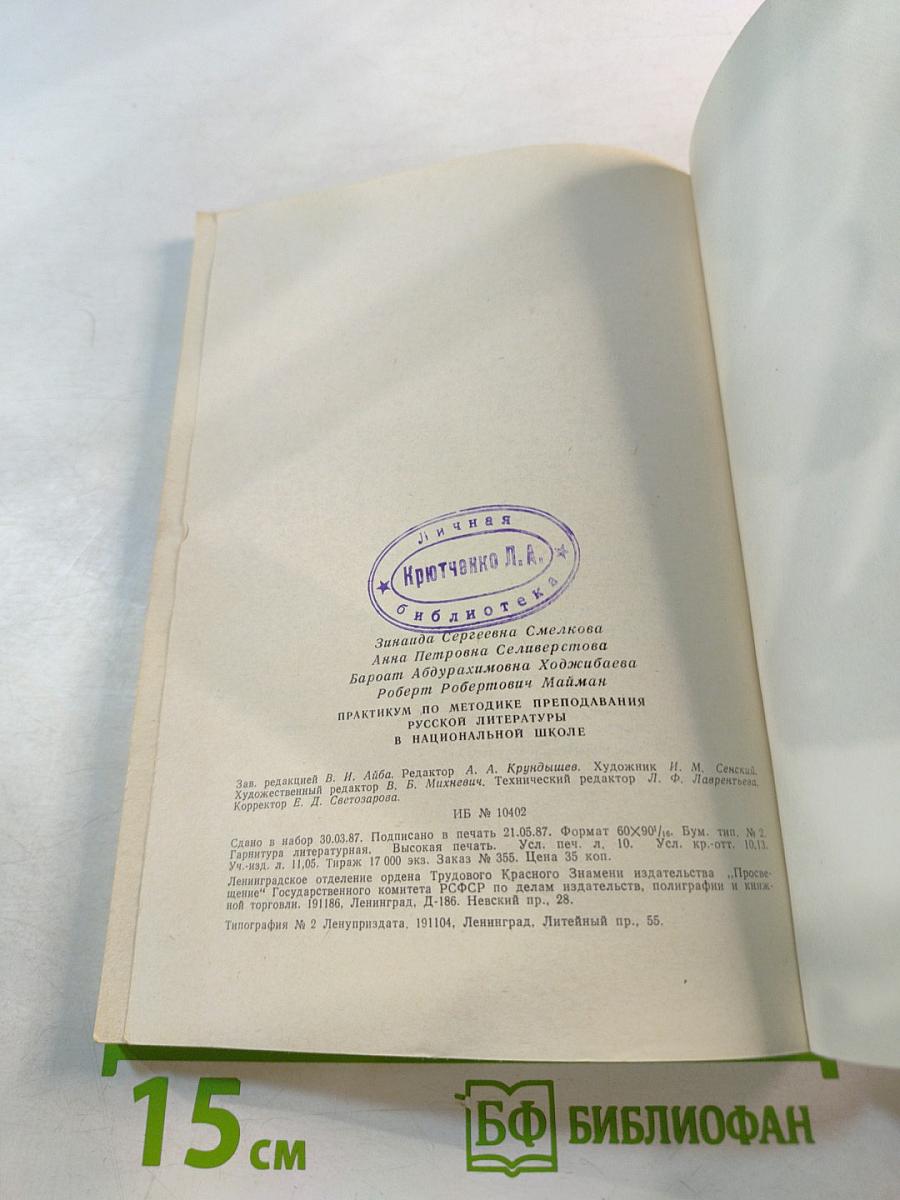 Личная
Крютченко Л. А.
библиотека
Зинаида Сергеевна Смелкова
Анна Петровна Селиверстова
Бароат Абдурахимовна Ходжибаева
Роберт Робертович Майман
ПРАКТИКУМ ПО МЕТОДИКЕ ПРЕПОДАВАНИЯ
РУССКОЙ ЛИТЕРАТУРЫ
В НАЦИОНАЛЬНОЙ ШКОЛЕ
Зав. редакцией В. И. Айба. Редактор А. А. Крундышев. Художник И. М. Сенский.
Художественный редактор В. Б. Михневич. Технический редактор Л. Ф. Лаврентьева.
Корректор Е. Д. Светозарова.
ИБ № 10402
Сдано в набор 30.03.87. Подписано в печать 21.05.87. Формат 60×90¹/₁₆. Бум. тип. № 2.
Гарнитура литературная. Высокая печать. Усл. печ. л. 10. Усл. кр.-отт. 10,13.
Уч.-изд. л. 11,05. Тираж 17 000 экз. Заказ № 355. Цена 35 коп.
Ленинградское отделение ордена Трудового Красного Знамени издательства „Просве-
щение“ Государственного комитета РСФСР по делам издательств, полиграфии и книж-
ной торговли. 191186, Ленинград, Д-186. Невский пр., 28.
Типография № 2 Ленуприздата, 191104, Ленинград, Литейный пр., 55.
15 см
БФ БИБЛИОФАН